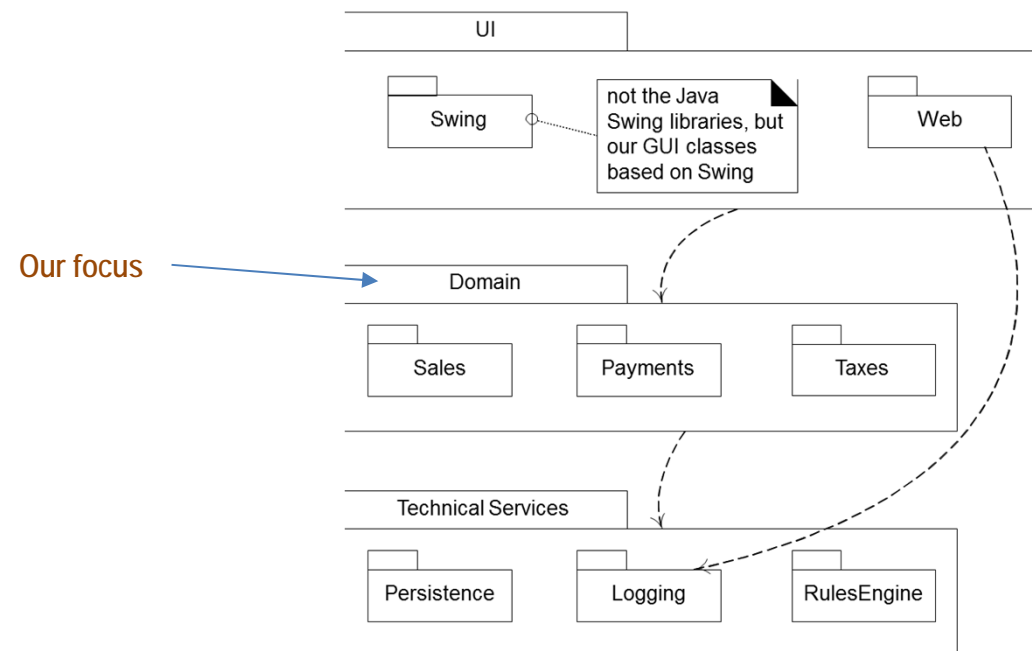 UI
Swing
not the Java
Swing libraries, but
our GUI classes
based on Swing
Web
Our focus
Domain
Sales
Payments
Taxes
Technical Services
Persistence
Logging
RulesEngine